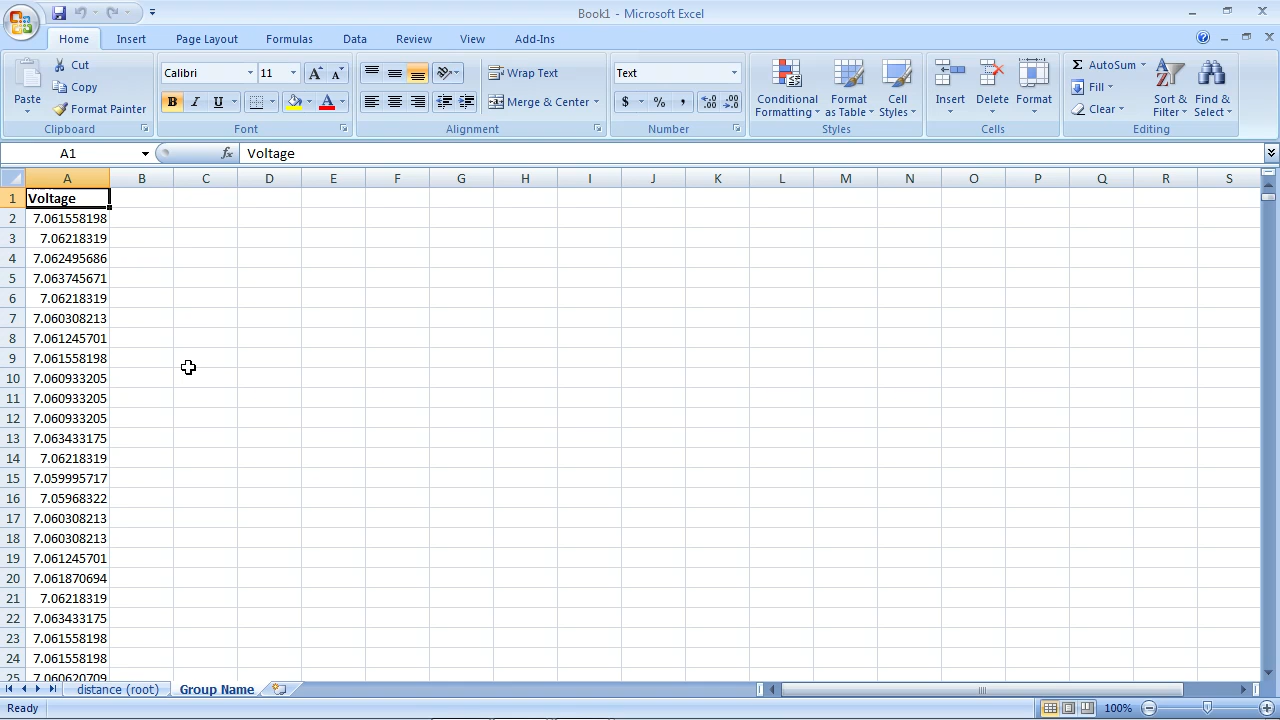 Book1 - Microsoft Excel
Home Insert Page Layout Formulas Data Review View Add-Ins
Paste
Cut
Copy
Format Painter
Clipboard
Calibri 11
B I U
Font
Wrap Text
Merge & Center
Alignment
Text
$ % ,
Number
Conditional Formatting
Format as Table
Cell Styles
Styles
Insert Delete Format
Cells
AutoSum
Fill
Clear
Sort & Filter
Find & Select
Editing
A1 fx Voltage
A B C D E F G H I J K L M N O P Q R S
1 Voltage
2 7.061558198
3 7.06218319
4 7.062495686
5 7.063745671
6 7.06218319
7 7.060308213
8 7.061245701
9 7.061558198
10 7.060933205
11 7.060933205
12 7.060933205
13 7.063433175
14 7.06218319
15 7.059995717
16 7.05968322
17 7.060308213
18 7.060308213
19 7.061245701
20 7.061870694
21 7.06218319
22 7.063433175
23 7.061558198
24 7.061558198
25 7.060620709
distance (root) Group Name
Ready 100%